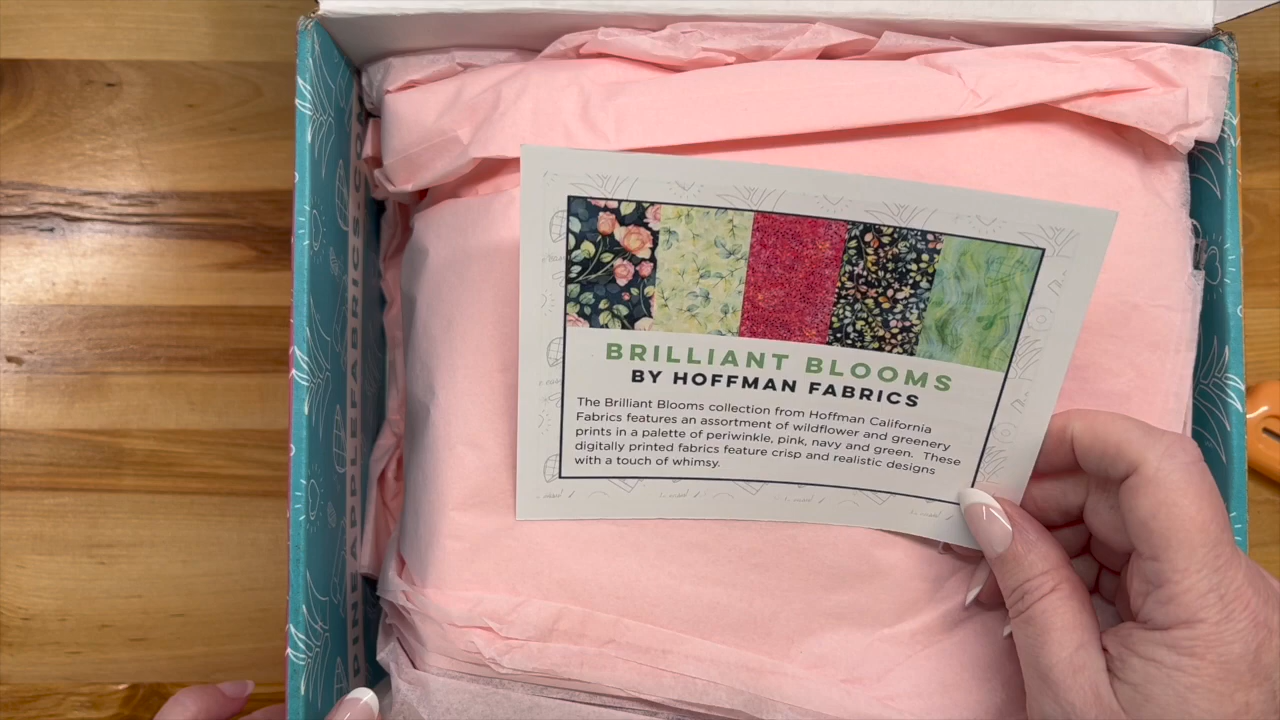 BRILLIANT BLOOMS
BY HOFFMAN FABRICS
The Brilliant Blooms collection from Hoffman California
Fabrics features an assortment of wildflower and greenery
prints in a palette of periwinkle, pink, navy and green. These
digitally printed fabrics feature crisp and realistic designs
with a touch of whimsy.
PINEAPPLEFABRICS.CO